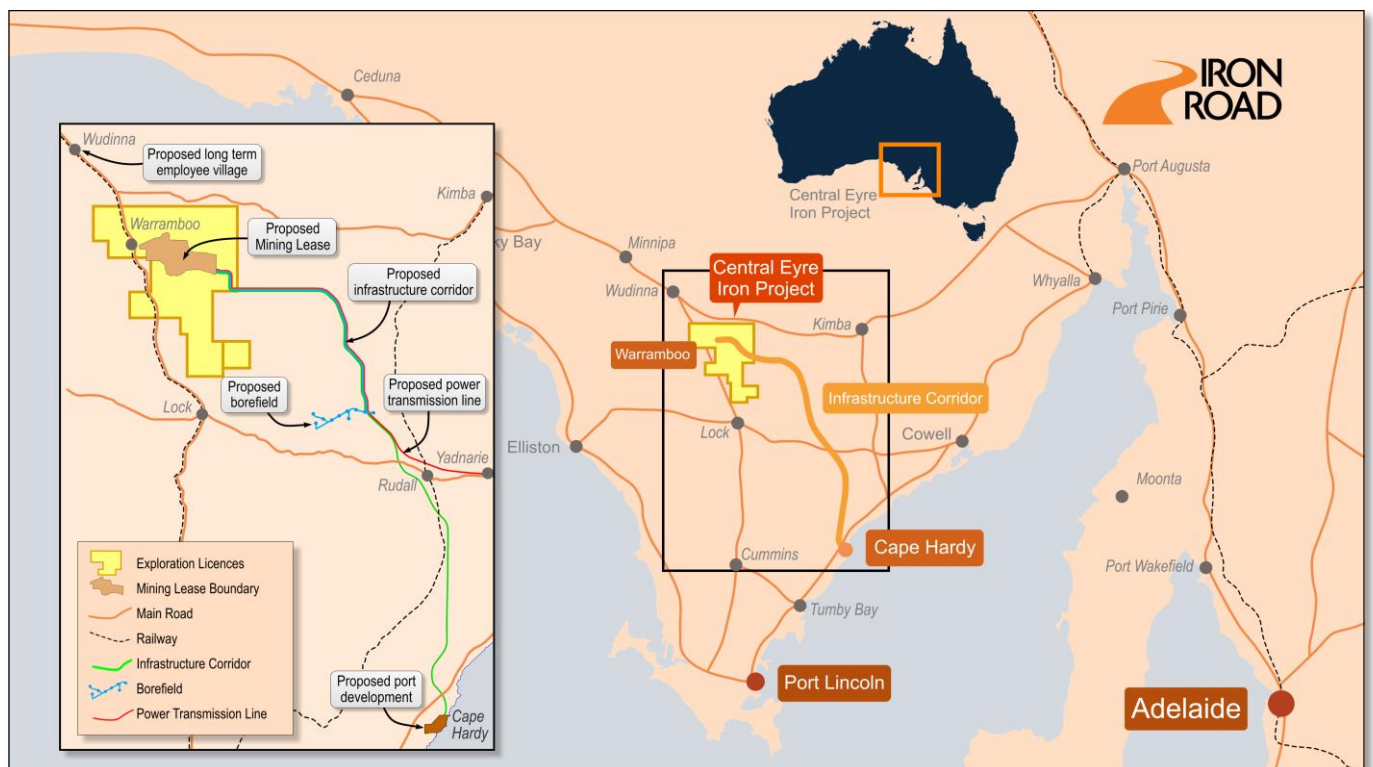 IRON
ROAD
Ceduna
Port Augusta
Central Eyre
Iron Project
ky Bay
Minnipa
Wudinna
Central Eyre
Iron Project
Whyalla
Port Pirie
Kimba
Warramboo
Infrastructure Corridor
Lock
Elliston
Cowell
Moonta
Cape Hardy
Cummins
Port Wakefield
Tumby Bay
Port Lincoln
Adelaide
Wudinna
Proposed long term
employee village
Kimba
Warramboo
Proposed
Mining Lease
Proposed
infrastructure corridor
Proposed power
transmission line
Proposed
borefield
Lock
Yadnarie
Rudall
Exploration Licences
Mining Lease Boundary
Main Road
Railway
Infrastructure Corridor
Borefield
Power Transmission Line
Proposed port
development
Cape
Hardy